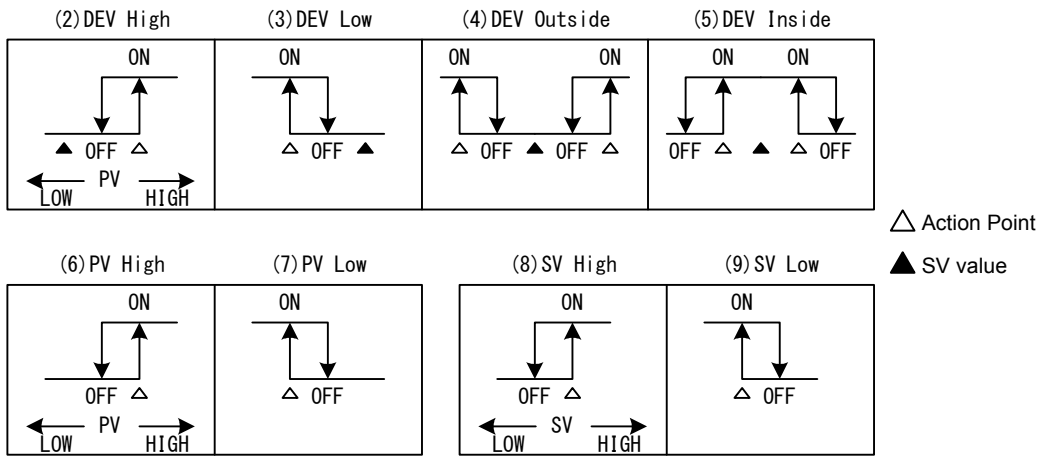 (2)DEV High (3)DEV Low (4)DEV Outside (5)DEV Inside
ON ON ON ON ON ON
OFF OFF OFF OFF OFF OFF
PV
LOW HIGH
Action Point
SV value
(6)PV High (7)PV Low (8)SV High (9)SV Low
ON ON ON ON
OFF OFF OFF OFF
PV SV
LOW HIGH LOW HIGH